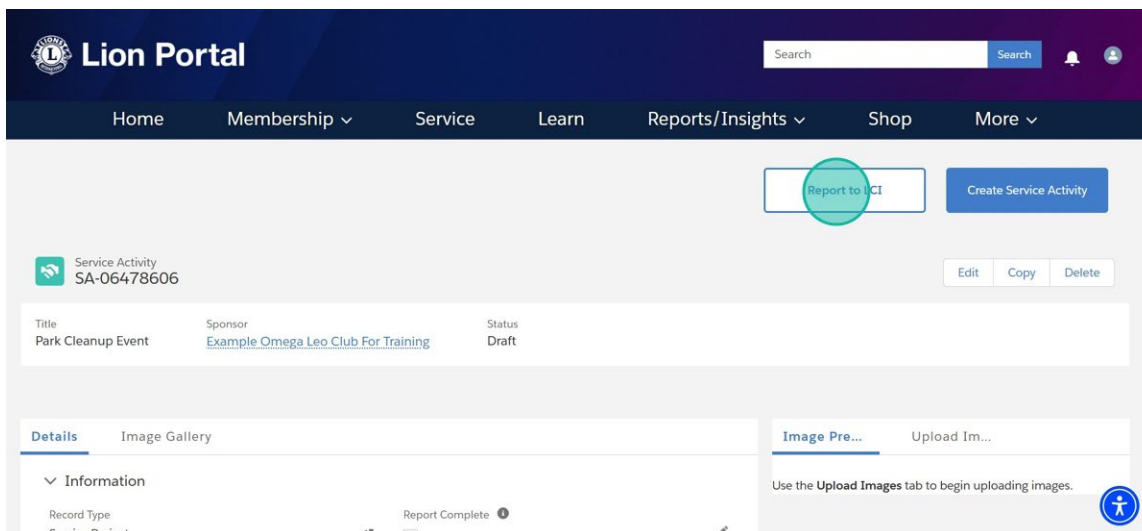 Lion Portal
Search Search
Home Membership Service Learn Reports/Insights Shop More
Report to LCI Create Service Activity
Service Activity
SA-06478606
Edit Copy Delete
Title Sponsor Status
Park Cleanup Event Example Omega Leo Club For Training Draft
Details Image Gallery
Image Pre... Upload Im...
Information
Use the Upload Images tab to begin uploading images.
Record Type Report Complete